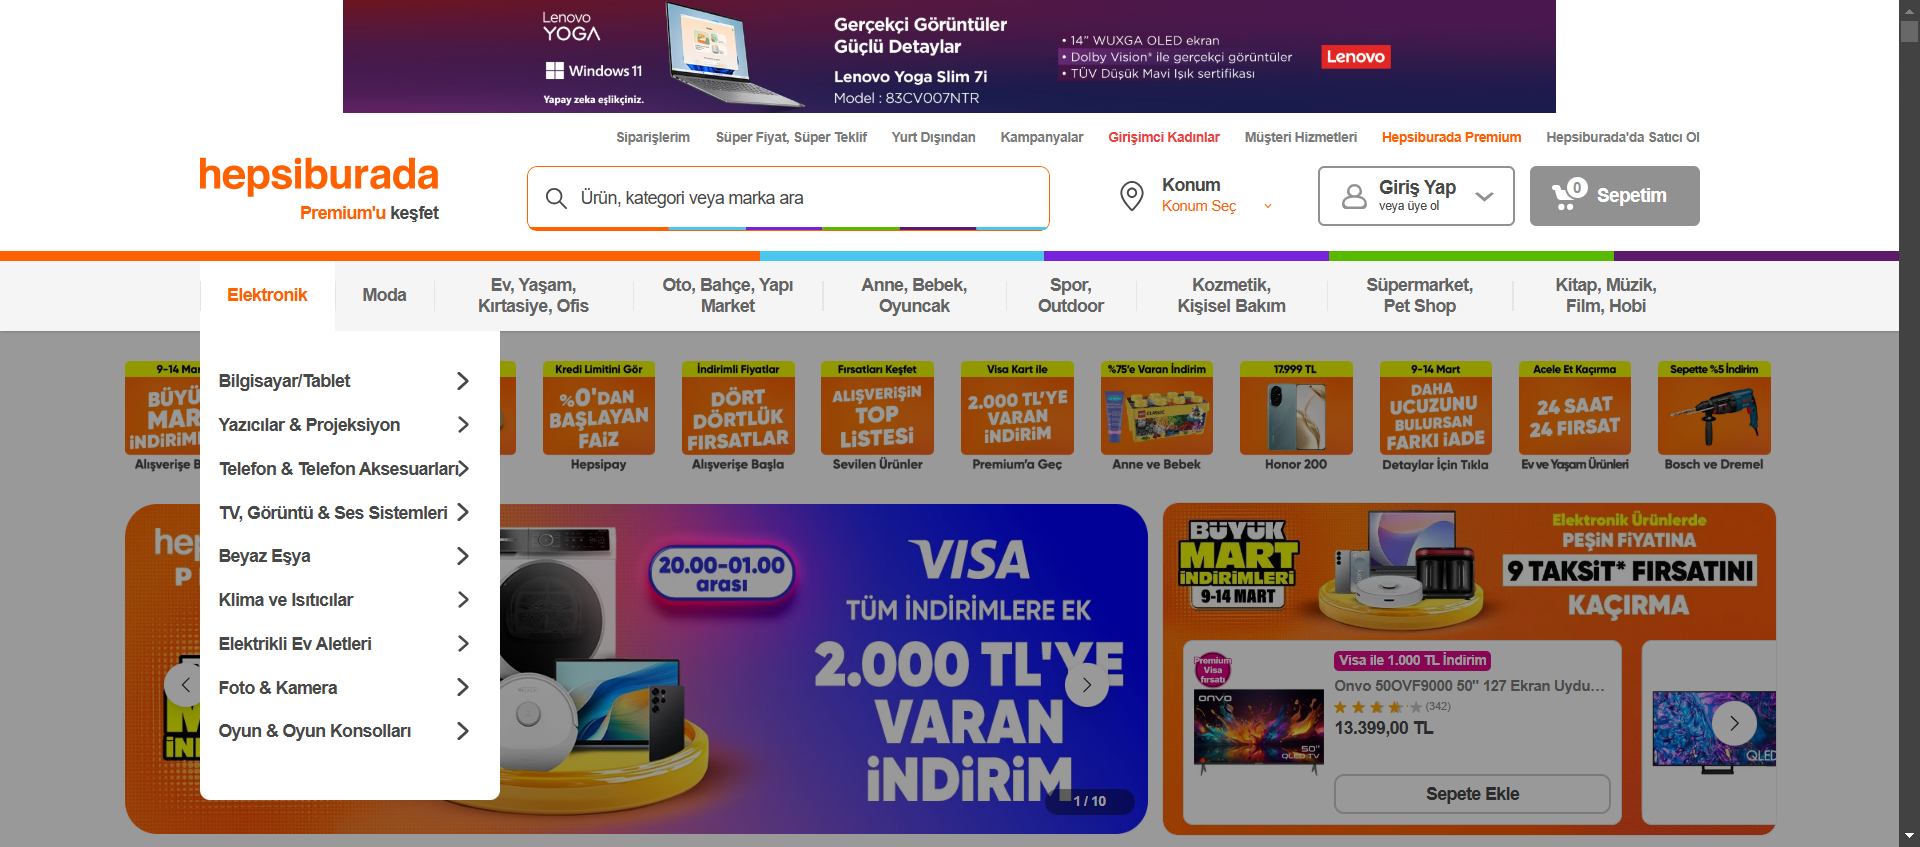 Lenovo
YOGA
Windows 11
Yapay zeka eşlikçiniz.
Gerçekçi Görüntüler
Güçlü Detaylar
Lenovo Yoga Slim 7i
Model : 83CV007NTR
• 14" WUXGA OLED ekran
• Dolby Vision* ile gerçekçi görüntüler
• TÜV Düşük Mavi Işık sertifikası
Lenovo
Siparişlerim
Süper Fiyat, Süper Teklif
Yurt Dışından
Kampanyalar
Girişimci Kadınlar
Müşteri Hizmetleri
Hepsiburada Premium
Hepsiburada'da Satıcı Ol
hepsiburada
Premium'u keşfet
Ürün, kategori veya marka ara
Konum
Konum Seç
Giriş Yap
veya üye ol
0
Sepetim
Elektronik
Moda
Ev, Yaşam,
Kırtasiye, Ofis
Oto, Bahçe, Yapı
Market
Anne, Bebek,
Oyuncak
Spor,
Outdoor
Kozmetik,
Kişisel Bakım
Süpermarket,
Pet Shop
Kitap, Müzik,
Film, Hobi
Bilgisayar/Tablet
Yazıcılar & Projeksiyon
Telefon & Telefon Aksesuarları
TV, Görüntü & Ses Sistemleri
Beyaz Eşya
Klima ve Isıtıcılar
Elektrikli Ev Aletleri
Foto & Kamera
Oyun & Oyun Konsolları
9-14 Mar
BÜYÜ
MAR
İNDİRİM
Alışverişe B
Kredi Limitini Gör
%0'DAN
BAŞLAYAN
FAİZ
Hepsipay
İndirimli Fiyatlar
DÖRT
DÖRTLÜK
FIRSATLAR
Alışverişe Başla
Fırsatları Keşfet
ALIŞVERİŞİN
TOP
LİSTESİ
Sevilen Ürünler
Visa Kart ile
2.000 TL'YE
VARAN
İNDİRİM
Premium'a Geç
%75'e Varan İndirim
CLASSIC
Anne ve Bebek
17.999 TL
Honor 200
9-14 Mart
DAHA
UCUZUNU
BULURSAN
FARKI İADE
Detaylar İçin Tıkla
Acele Et Kaçırma
24 SAAT
24 FIRSAT
Ev ve Yaşam Ürünleri
Sepette %5 İndirim
Bosch ve Dremel
hep
P
20.00-01.00
arası
VISA
TÜM İNDİRİMLERE EK
2.000 TL'YE
VARAN
İNDİRİM
1 / 10
BÜYÜK
MART
İNDİRİMLERİ
9-14 MART
Elektronik Ürünlerde
PEŞİN FİYATINA
9 TAKSİT* FIRSATINI
KAÇIRMA
Premium
Visa
fırsatı
onvo
50"
QLED TV
Visa ile 1.000 TL İndirim
Onvo 50OVF9000 50" 127 Ekran Uydu…
(342)
13.399,00 TL
Sepete Ekle
QLED